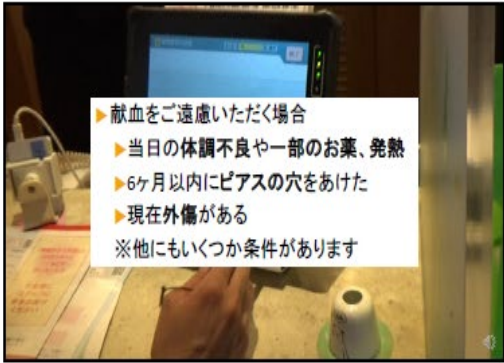 献血をご遠慮いただく場合
当日の体調不良や一部のお薬、発熱
6ヶ月以内にピアスの穴をあけた
現在外傷がある
※他にもいくつか条件があります